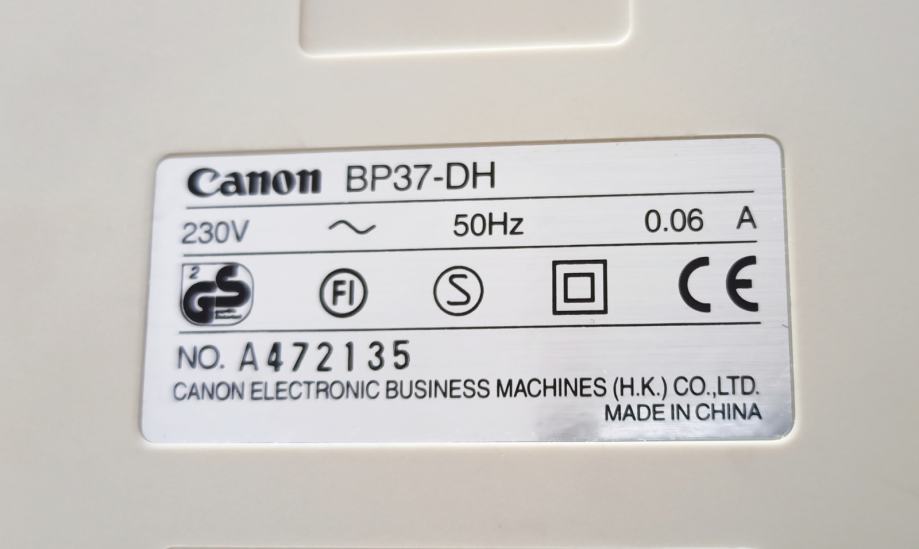 Canon BP37-DH
230V ~ 50Hz 0.06 A
2 GS FI S CE
NO. A472135
CANON ELECTRONIC BUSINESS MACHINES (H.K.) CO.,LTD.
MADE IN CHINA